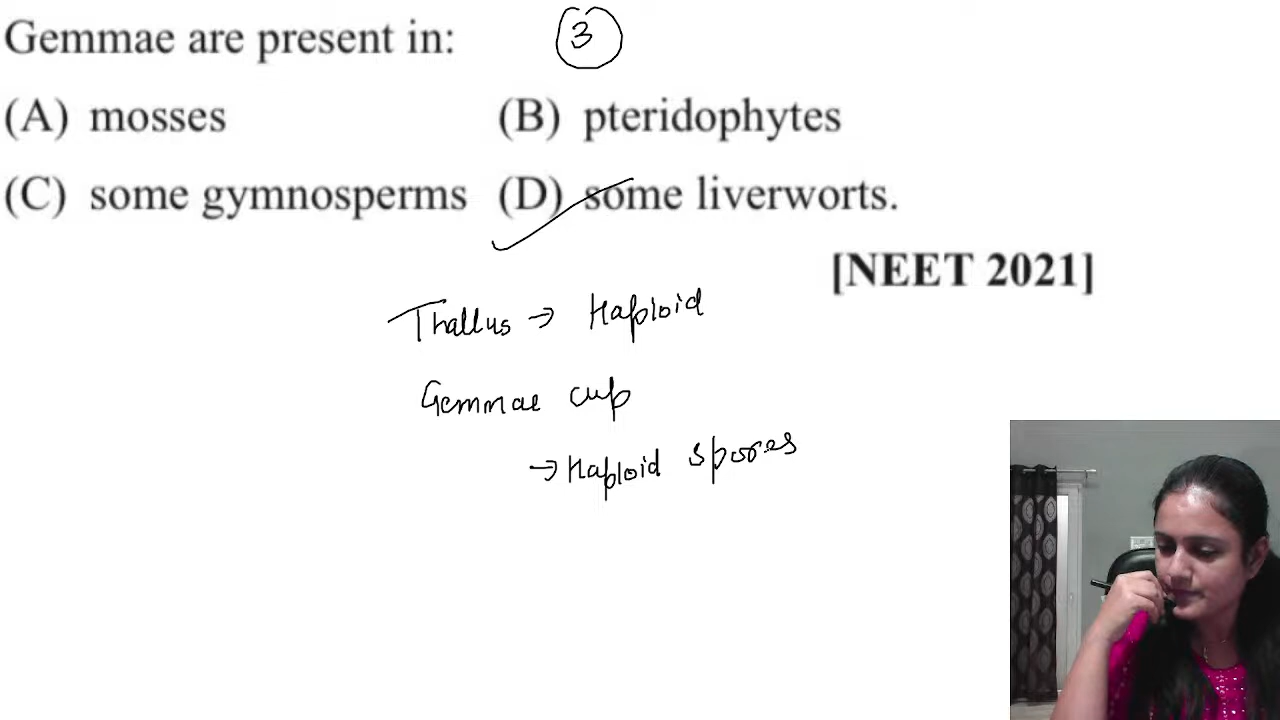 Gemmae are present in: 3
(A) mosses (B) pteridophytes
(C) some gymnosperms (D) some liverworts.
[NEET 2021]
Thallus → Haploid
Gemmae cup
→ Haploid spores